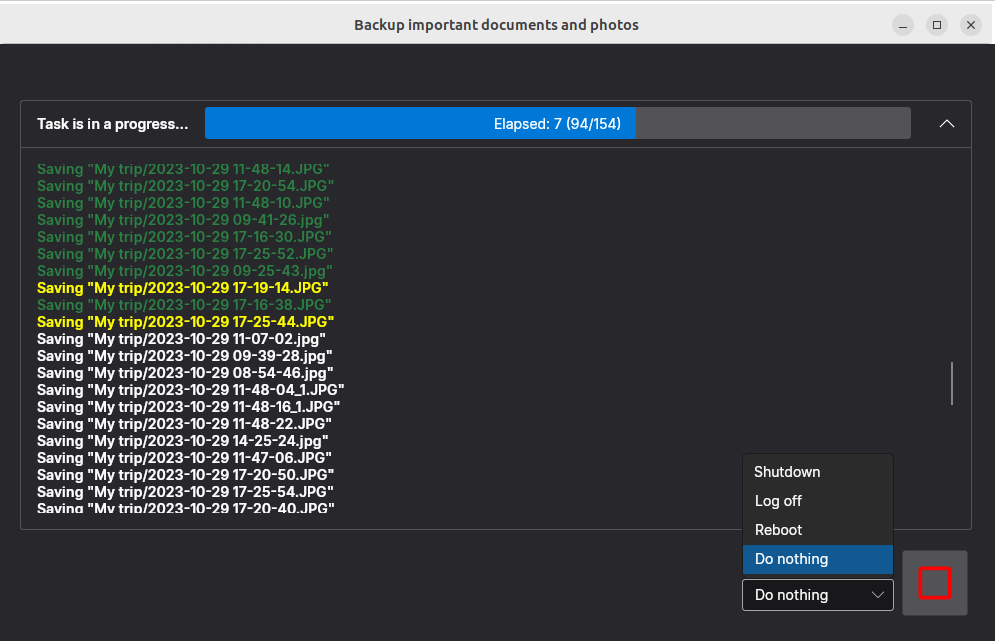 Backup important documents and photos
Task is in a progress...
Elapsed: 7 (94/154)
Saving "My trip/2023-10-29 11-48-14.JPG"
Saving "My trip/2023-10-29 17-20-54.JPG"
Saving "My trip/2023-10-29 11-48-10.JPG"
Saving "My trip/2023-10-29 09-41-26.jpg"
Saving "My trip/2023-10-29 17-16-30.JPG"
Saving "My trip/2023-10-29 17-25-52.JPG"
Saving "My trip/2023-10-29 09-25-43.jpg"
Saving "My trip/2023-10-29 17-19-14.JPG"
Saving "My trip/2023-10-29 17-16-38.JPG"
Saving "My trip/2023-10-29 17-25-44.JPG"
Saving "My trip/2023-10-29 11-07-02.jpg"
Saving "My trip/2023-10-29 09-39-28.jpg"
Saving "My trip/2023-10-29 08-54-46.jpg"
Saving "My trip/2023-10-29 11-48-04_1.JPG"
Saving "My trip/2023-10-29 11-48-16_1.JPG"
Saving "My trip/2023-10-29 11-48-22.JPG"
Saving "My trip/2023-10-29 14-25-24.jpg"
Saving "My trip/2023-10-29 11-47-06.JPG"
Saving "My trip/2023-10-29 17-20-50.JPG"
Saving "My trip/2023-10-29 17-25-54.JPG"
Saving "My trip/2023-10-29 17-20-40.JPG"
Shutdown
Log off
Reboot
Do nothing
Do nothing